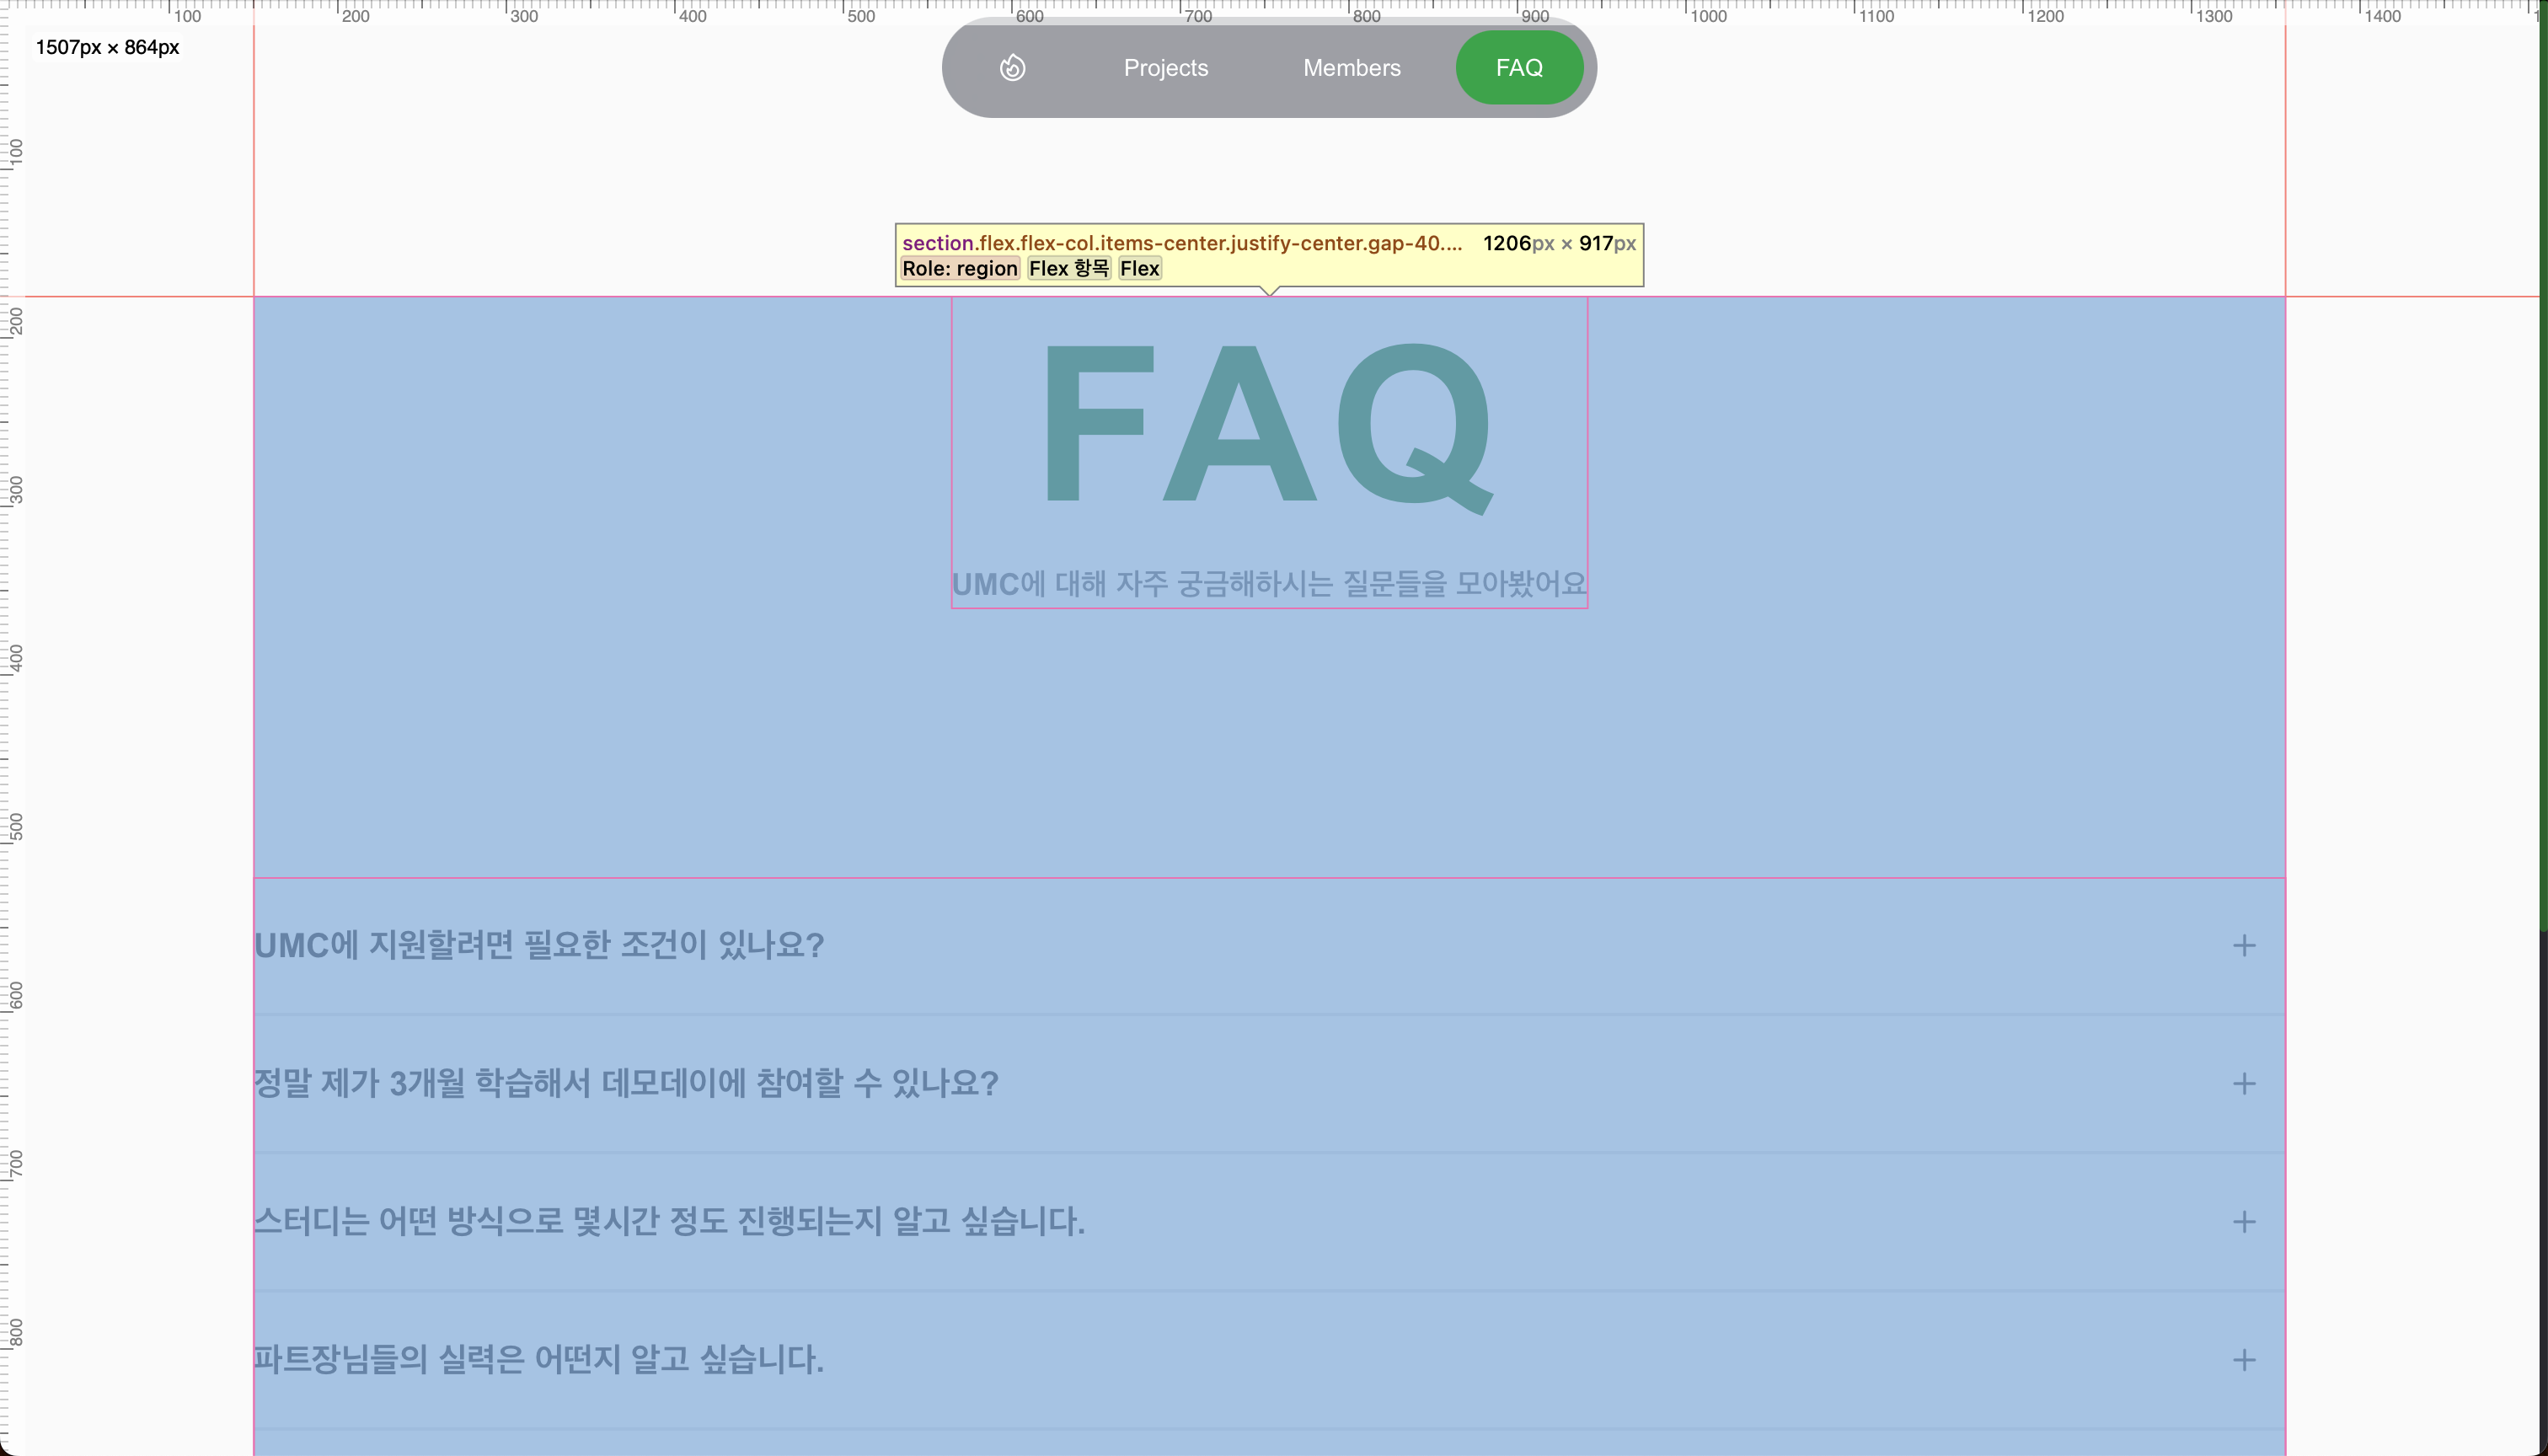 100 200 300 400 500 600 700 800 900 1000 1100 1200 1300 1400
1507px × 864px
Projects Members FAQ
100
section.flex.flex-col.items-center.justify-center.gap-40.... 1206px × 917px
Role: region Flex 항목 Flex
200
FAQ
300
UMC에 대해 자주 궁금해하시는 질문들을 모아봤어요
400
500
UMC에 지원할려면 필요한 조건이 있나요? +
600
정말 제가 3개월 학습해서 데모데이에 참여할 수 있나요? +
700
스터디는 어떤 방식으로 몇시간 정도 진행되는지 알고 싶습니다. +
800
파트장님들의 실력은 어떤지 알고 싶습니다. +